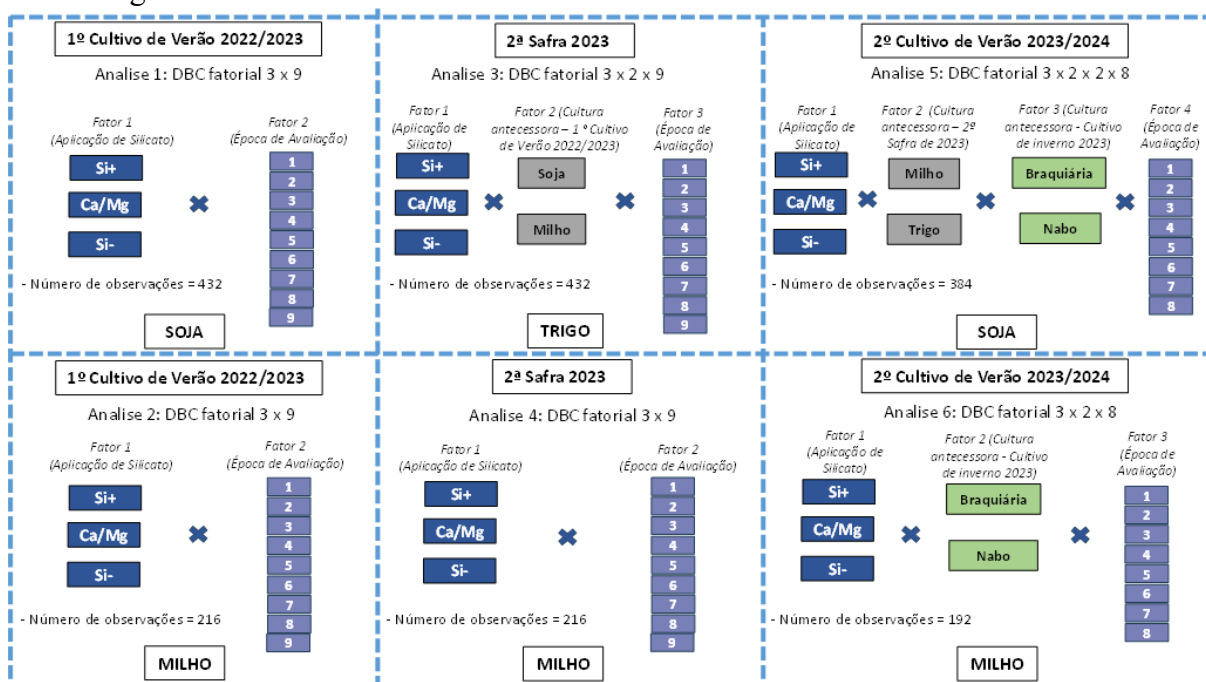 1º Cultivo de Verão 2022/2023
Analise 1: DBC fatorial 3 x 9
Fator 1
(Aplicação de Silicato)
Fator 2
(Época de Avaliação)
Si+
Ca/Mg
Si-
1
2
3
4
5
6
7
8
9
- Número de observações = 432
SOJA
2ª Safra 2023
Analise 3: DBC fatorial 3 x 2 x 9
Fator 1
(Aplicação de
Silicato)
Fator 2 (Cultura
antecessora – 1 º Cultivo
de Verão 2022/2023)
Fator 3
(Época de
Avaliação)
Si+
Ca/Mg
Si-
Soja
Milho
1
2
3
4
5
6
7
8
9
- Número de observações = 432
TRIGO
2º Cultivo de Verão 2023/2024
Analise 5: DBC fatorial 3 x 2 x 2 x 8
Fator 1
(Aplicação de
Silicato)
Fator 2 (Cultura
antecessora – 2º
Safra de 2023)
Fator 3 (Cultura
antecessora - Cultivo
de inverno 2023)
Fator 4
(Época de
Avaliação)
Si+
Ca/Mg
Si-
Milho
Trigo
Braquiária
Nabo
1
2
3
4
5
6
7
8
- Número de observações = 384
SOJA
1º Cultivo de Verão 2022/2023
Analise 2: DBC fatorial 3 x 9
Fator 1
(Aplicação de Silicato)
Fator 2
(Época de Avaliação)
Si+
Ca/Mg
Si-
1
2
3
4
5
6
7
8
9
- Número de observações = 216
MILHO
2ª Safra 2023
Analise 4: DBC fatorial 3 x 9
Fator 1
(Aplicação de Silicato)
Fator 2
(Época de Avaliação)
Si+
Ca/Mg
Si-
1
2
3
4
5
6
7
8
9
- Número de observações = 216
MILHO
2º Cultivo de Verão 2023/2024
Analise 6: DBC fatorial 3 x 2 x 8
Fator 1
(Aplicação de
Silicato)
Fator 2 (Cultura
antecessora - Cultivo
de inverno 2023)
Fator 3
(Época de
Avaliação)
Si+
Ca/Mg
Si-
Braquiária
Nabo
1
2
3
4
5
6
7
8
- Número de observações = 192
MILHO